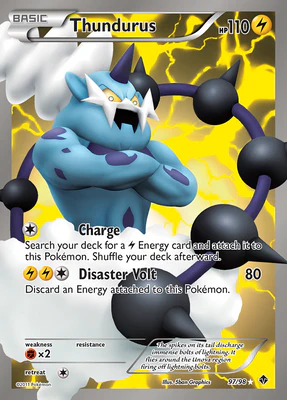 BASIC
Thundurus
HP110
Charge
Search your deck for a Energy card and attach it
to this Pokémon. Shuffle your deck afterward.
Disaster Volt 80
Discard an Energy attached to this Pokémon.
weakness resistance
×2
The spikes on its tail discharge
immense bolts of lightning. It
flies around the Unova region
firing off lightning bolts.
retreat
©2011 Pokémon
Illus. 5ban Graphics
97/98